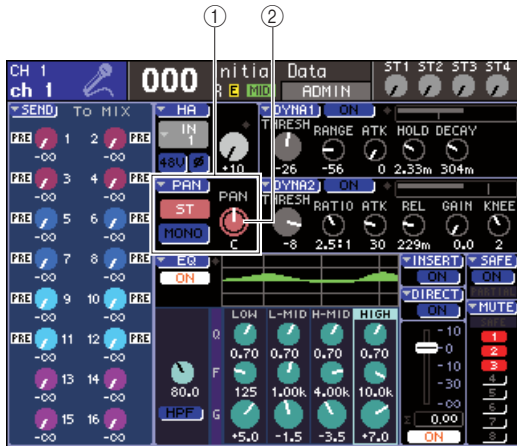 ① ②
CH 1
ch 1
000
nitia Data
R E MID ADMIN
ST1 ST2 ST3 ST4
SEND TO MIX
PRE 1 2 PRE
-∞ -∞
PRE 3 4 PRE
-∞ -∞
PRE 5 6 PRE
-∞ -∞
PRE 7 8 PRE
-∞ -∞
PRE 9 10 PRE
-∞ -∞
PRE 11 12 PRE
-∞ -∞
13 14
-∞ -∞
15 16
-∞ -∞
HA
IN
1
48V Ø
+10
DYNA1 ON
THRESH RANGE ATK HOLD DECAY
-26 -56 0 2.33m 304m
PAN
ST
MONO
PAN
C
DYNA2 ON
THRESH RATIO ATK REL GAIN KNEE
-8 2.5:1 30 229m 0.0 2
EQ
ON
LOW L-MID H-MID HIGH
Q
0.70 0.70 0.70 0.70
F
80.0
125 1.00k 4.00k 10.0k
HPF
G
+5.0 -1.5 -3.5 +7.0
INSERT
ON
DIRECT
ON
10
0
-10
-30
-∞
0.00
ON
SAFE
ON
PARTIAL
MUTE
SAFE
1
2
3
4
5
6
7
8